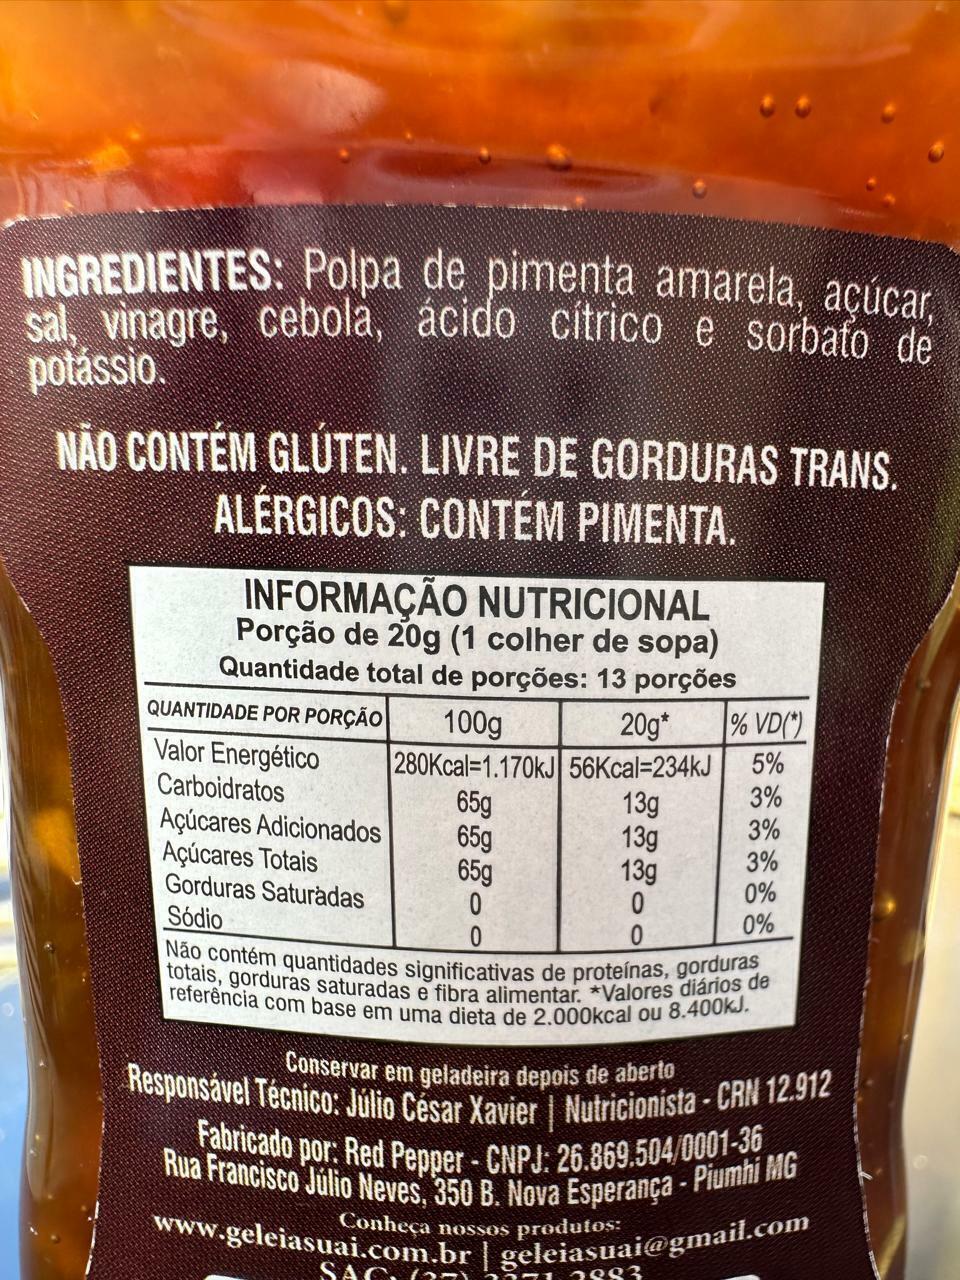 INGREDIENTES: Polpa de pimenta amarela, açúcar,
sal, vinagre, cebola, ácido cítrico e sorbato de
potássio.
NÃO CONTÉM GLÚTEN. LIVRE DE GORDURAS TRANS.
ALÉRGICOS: CONTÉM PIMENTA.
INFORMAÇÃO NUTRICIONAL
Porção de 20g (1 colher de sopa)
Quantidade total de porções: 13 porções
QUANTIDADE POR PORÇÃO 100g 20g* % VD(*)
Valor Energético 280Kcal=1.170kJ 56Kcal=234kJ 5%
Carboidratos 65g 13g 3%
Açúcares Adicionados 65g 13g 3%
Açúcares Totais 65g 13g 3%
Gorduras Saturadas 0 0 0%
Sódio 0 0 0%
Não contém quantidades significativas de proteínas, gorduras
totais, gorduras saturadas e fibra alimentar. *Valores diários de
referência com base em uma dieta de 2.000kcal ou 8.400kJ.
Conservar em geladeira depois de aberto
Responsável Técnico: Júlio César Xavier | Nutricionista - CRN 12.912
Fabricado por: Red Pepper - CNPJ: 26.869.504/0001-36
Rua Francisco Júlio Neves, 350 B. Nova Esperança - Piumhi MG
Conheça nossos produtos:
www.geleiasuai.com.br | geleiasuai@gmail.com
SAC: (37) 3371 2883